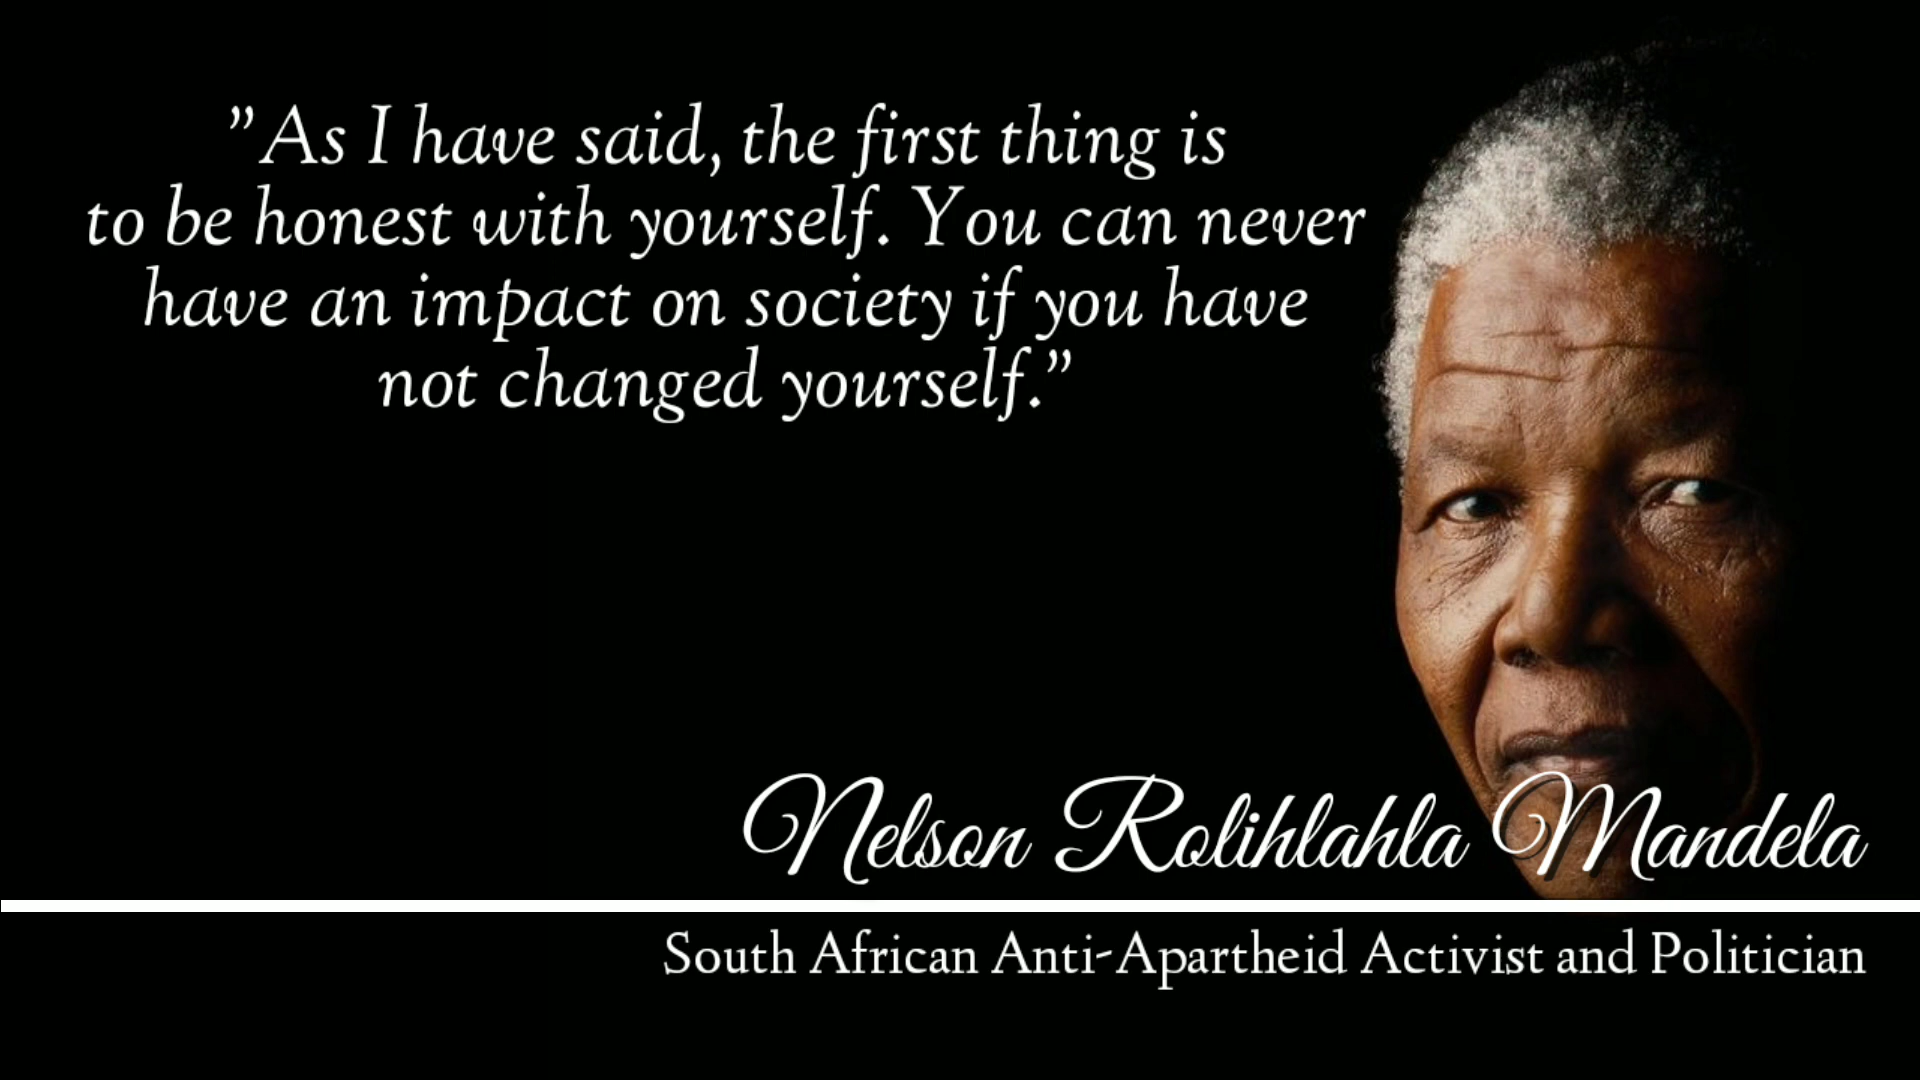 ”As I have said, the first thing is
to be honest with yourself. You can never
have an impact on society if you have
not changed yourself.”
Nelson Rolihlahla Mandela
South African Anti-Apartheid Activist and Politician